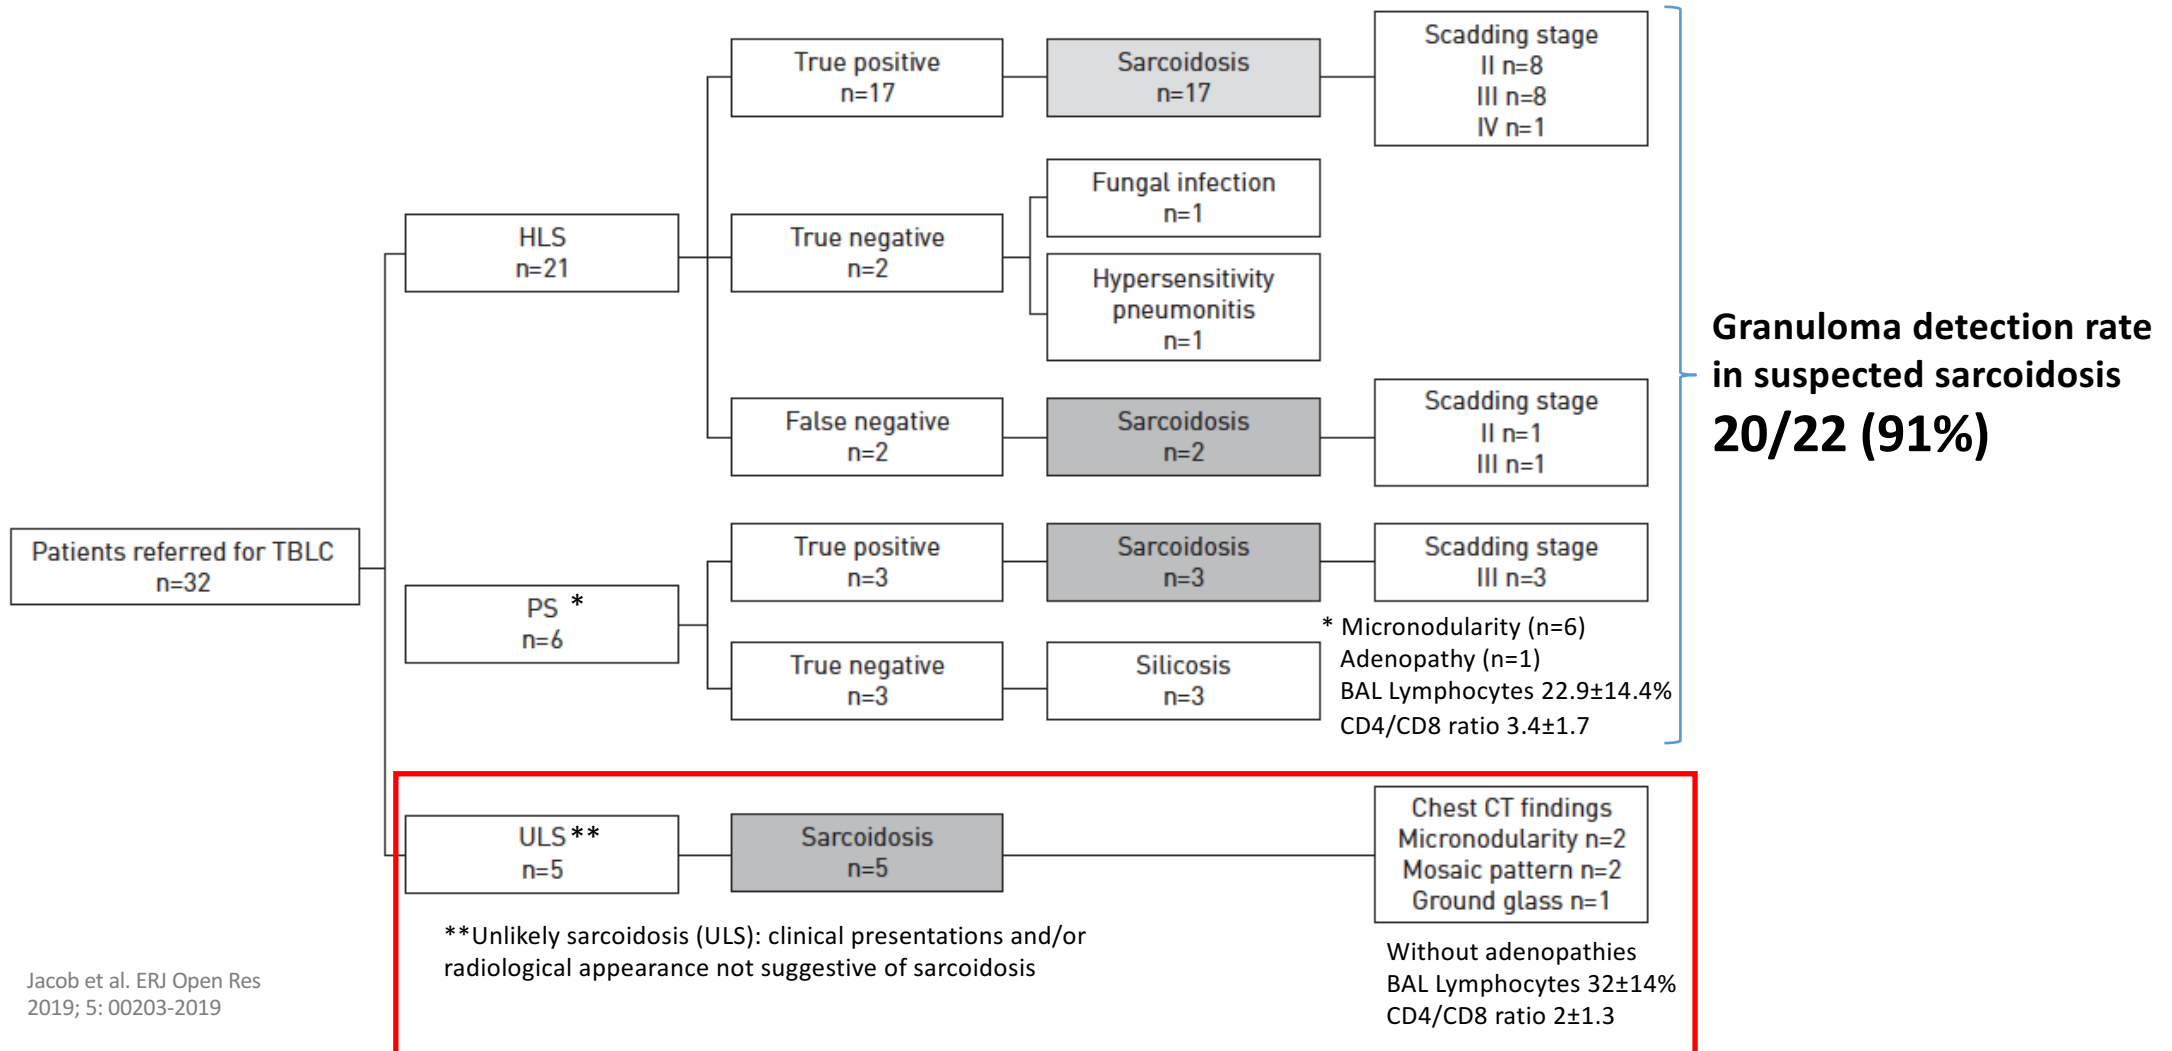 Patients referred for TBLC
n=32
HLS
n=21
True positive
n=17
Sarcoidosis
n=17
Scadding stage
II n=8
III n=8
IV n=1
True negative
n=2
Fungal infection
n=1
Hypersensitivity
pneumonitis
n=1
False negative
n=2
Sarcoidosis
n=2
Scadding stage
II n=1
III n=1
Granuloma detection rate
in suspected sarcoidosis
20/22 (91%)
PS *
n=6
True positive
n=3
Sarcoidosis
n=3
Scadding stage
III n=3
True negative
n=3
Silicosis
n=3
* Micronodularity (n=6)
Adenopathy (n=1)
BAL Lymphocytes 22.9±14.4%
CD4/CD8 ratio 3.4±1.7
ULS **
n=5
Sarcoidosis
n=5
Chest CT findings
Micronodularity n=2
Mosaic pattern n=2
Ground glass n=1
**Unlikely sarcoidosis (ULS): clinical presentations and/or
radiological appearance not suggestive of sarcoidosis
Without adenopathies
BAL Lymphocytes 32±14%
CD4/CD8 ratio 2±1.3
Jacob et al. ERJ Open Res
2019; 5: 00203-2019